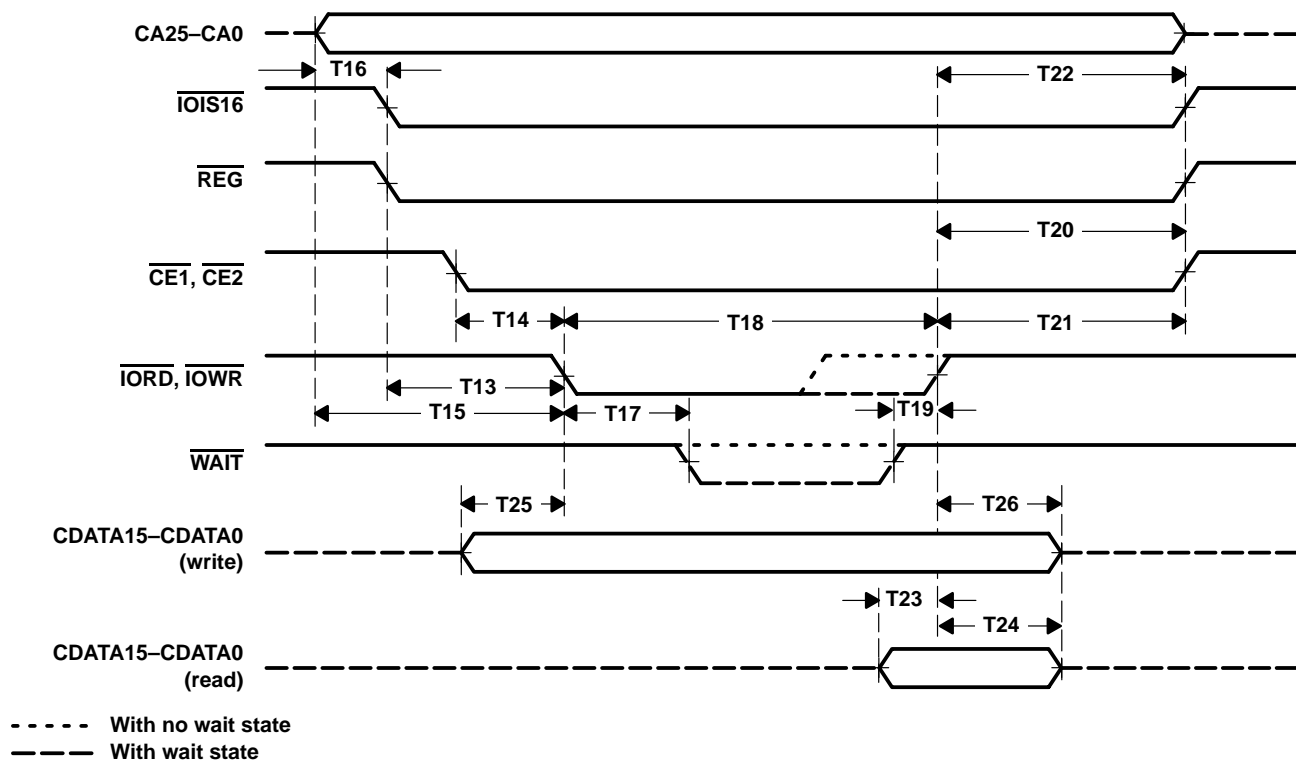 CA25–CA0
T16
T22
IOIS16
REG
T20
CE1, CE2
T14
T18
T21
IORD, IOWR
T13
T19
T15
T17
WAIT
T25
T26
CDATA15–CDATA0
(write)
T23
T24
CDATA15–CDATA0
(read)
With no wait state
With wait state